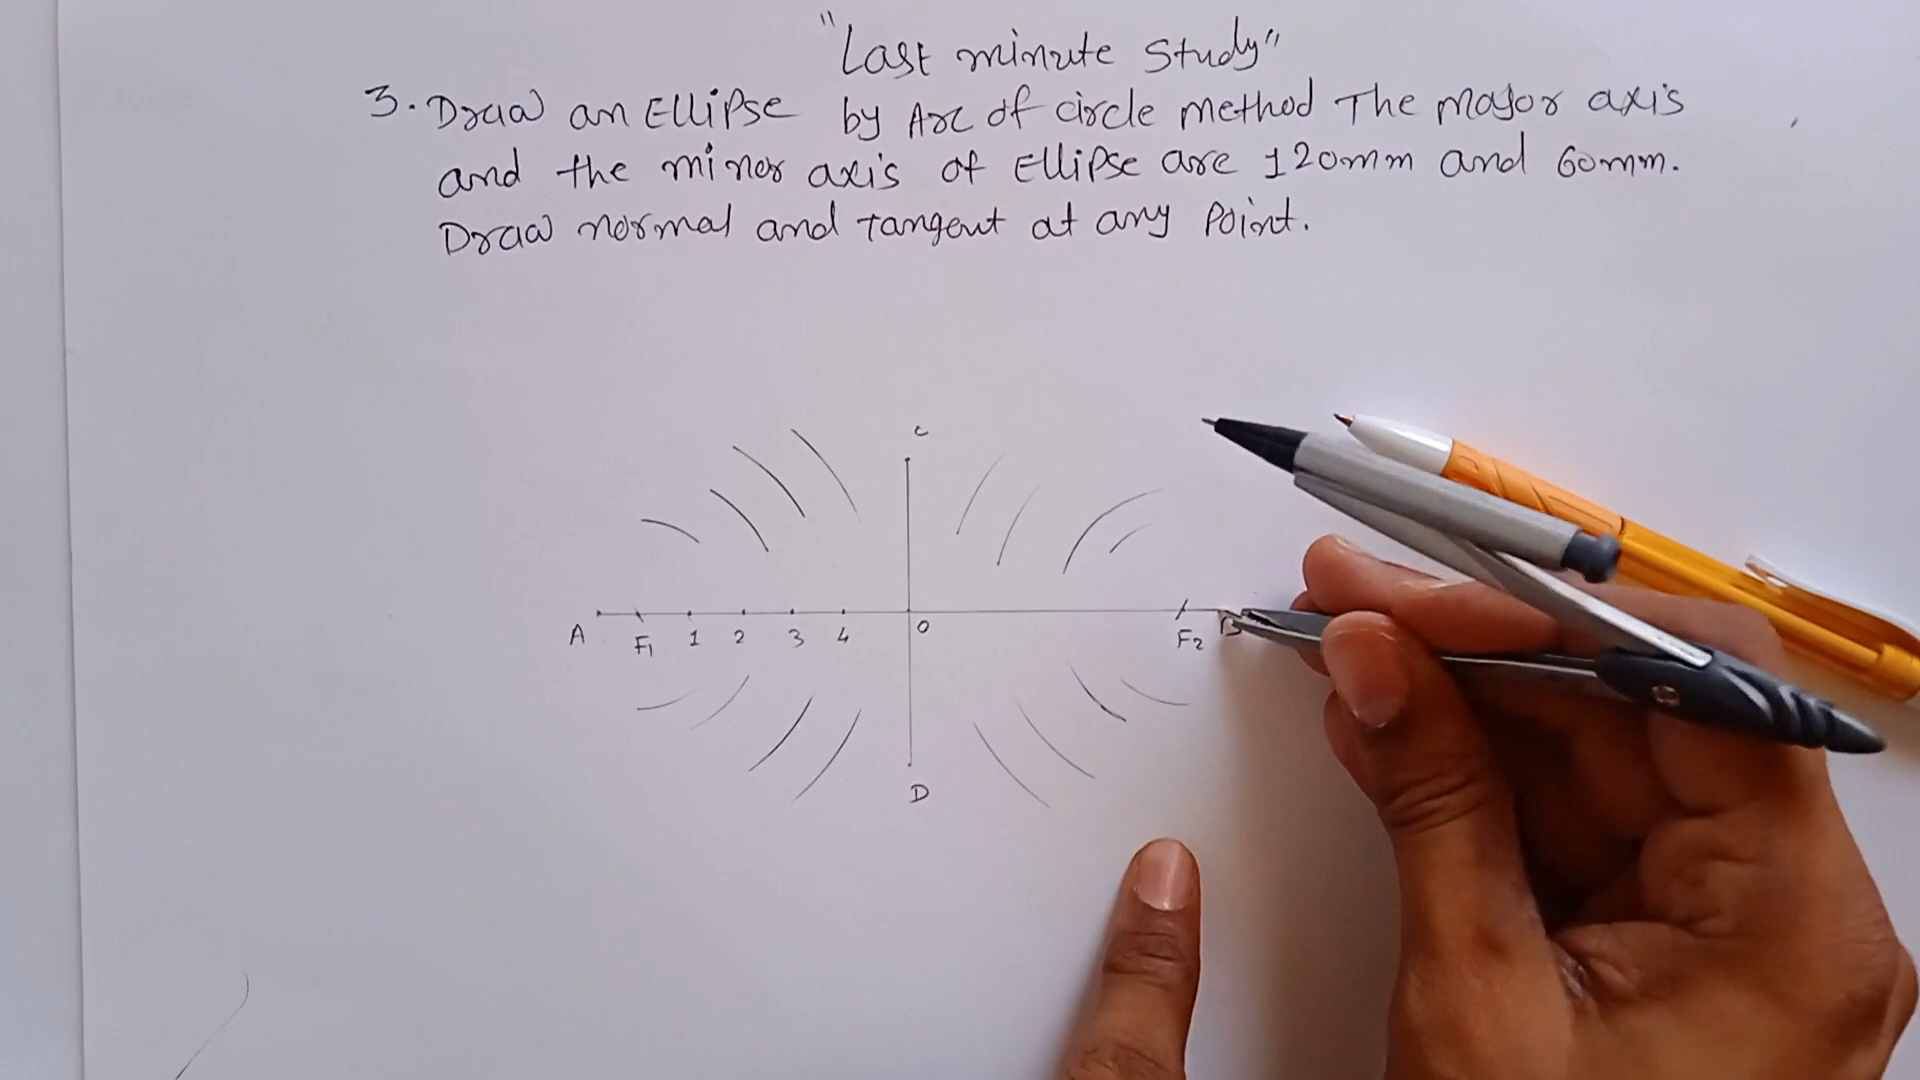 "Last minute Study"
3. Draw an Ellipse by Arc of circle method The major axis
and the minor axis of Ellipse are 120mm and 60mm.
Draw normal and Tangent at any Point.
C
A F1 1 2 3 4 O F2 B
D